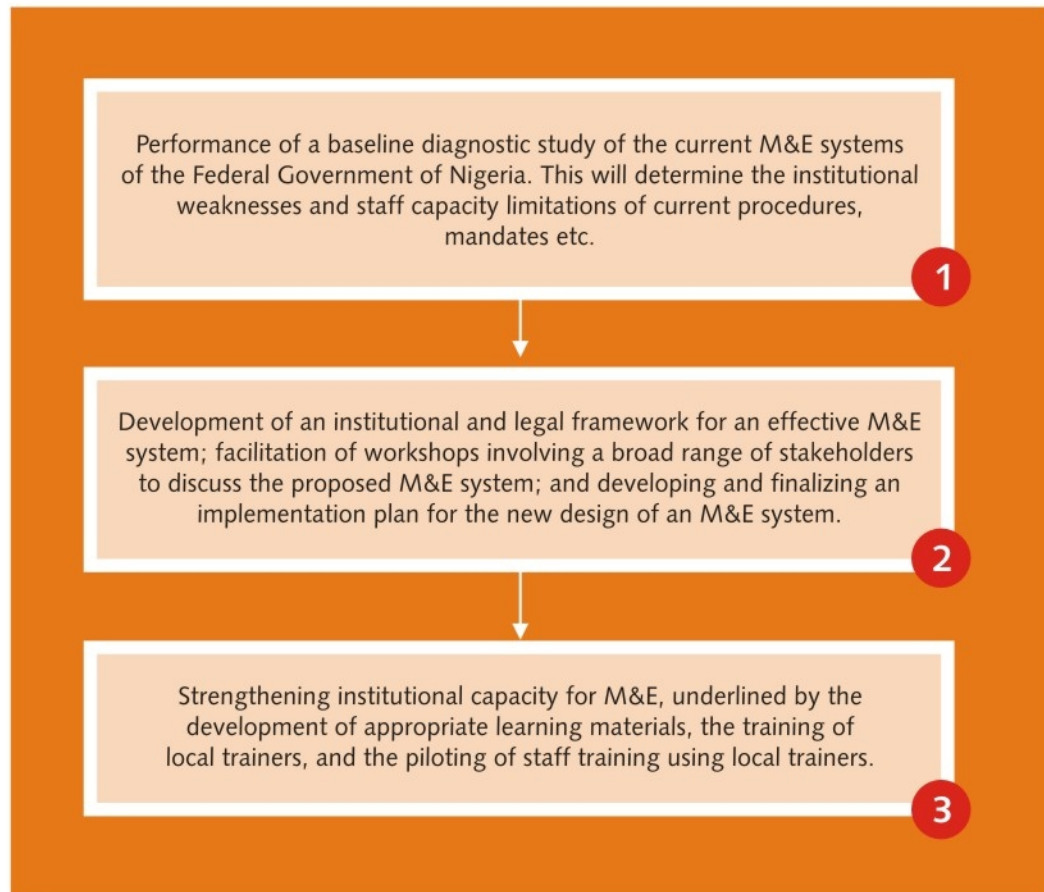 Performance of a baseline diagnostic study of the current M&E systems
of the Federal Government of Nigeria. This will determine the institutional
weaknesses and staff capacity limitations of current procedures,
mandates etc.
1
Development of an institutional and legal framework for an effective M&E
system; facilitation of workshops involving a broad range of stakeholders
to discuss the proposed M&E system; and developing and finalizing an
implementation plan for the new design of an M&E system.
2
Strengthening institutional capacity for M&E, underlined by the
development of appropriate learning materials, the training of
local trainers, and the piloting of staff training using local trainers.
3